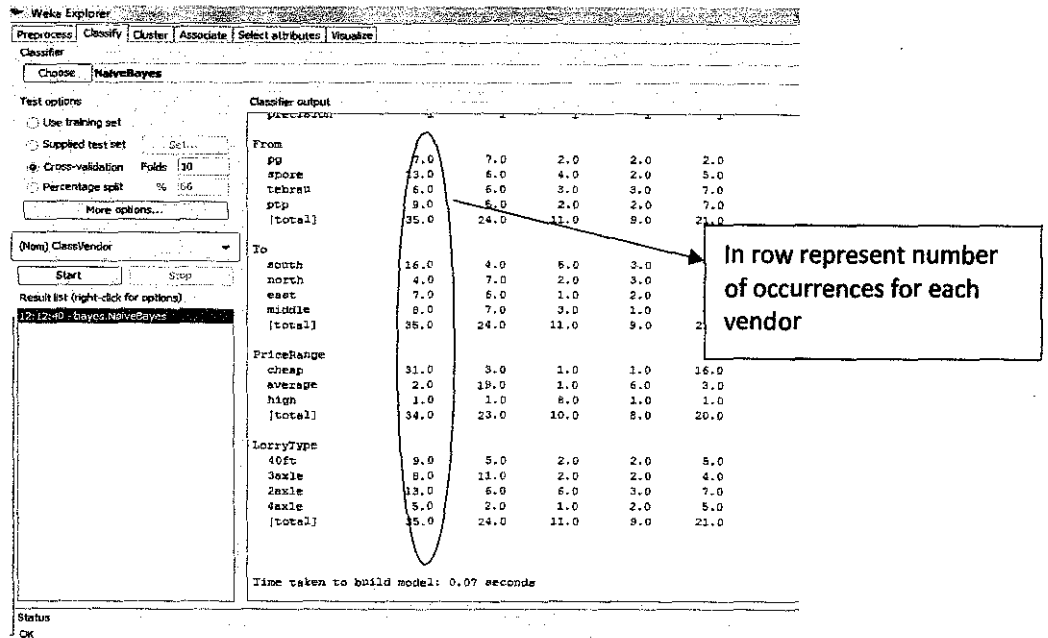 Weka Explorer
Preprocess Classify Cluster Associate Select attributes Visualize
Classifier
Choose NaiveBayes
Test options
Use training set
Supplied test set Set...
Cross-validation Folds 10
Percentage split % 66
More options...
(Nom) ClassVendor
Start Stop
Result list (right-click for options)
12:12:40 - bayes.NaiveBayes
Classifier output
precision
From
pg 7.0 7.0 2.0 2.0 2.0
spore 13.0 6.0 4.0 2.0 5.0
tebrau 6.0 6.0 3.0 3.0 7.0
ptp 9.0 5.0 2.0 2.0 7.0
[total] 35.0 24.0 11.0 9.0 21.0
To
south 16.0 4.0 5.0 3.0
north 4.0 7.0 2.0 3.0
east 7.0 6.0 1.0 2.0
middle 8.0 7.0 3.0 1.0
[total] 35.0 24.0 11.0 9.0 2
PriceRange
cheap 31.0 3.0 1.0 1.0 16.0
average 2.0 19.0 1.0 6.0 3.0
high 1.0 1.0 8.0 1.0 1.0
[total] 34.0 23.0 10.0 8.0 20.0
LorryType
40ft 9.0 5.0 2.0 2.0 5.0
3axle 8.0 11.0 2.0 2.0 4.0
2axle 13.0 6.0 6.0 3.0 7.0
4axle 5.0 2.0 1.0 2.0 5.0
[total] 35.0 24.0 11.0 9.0 21.0
Time taken to build model: 0.07 seconds
In row represent number
of occurrences for each
vendor
Status
OK